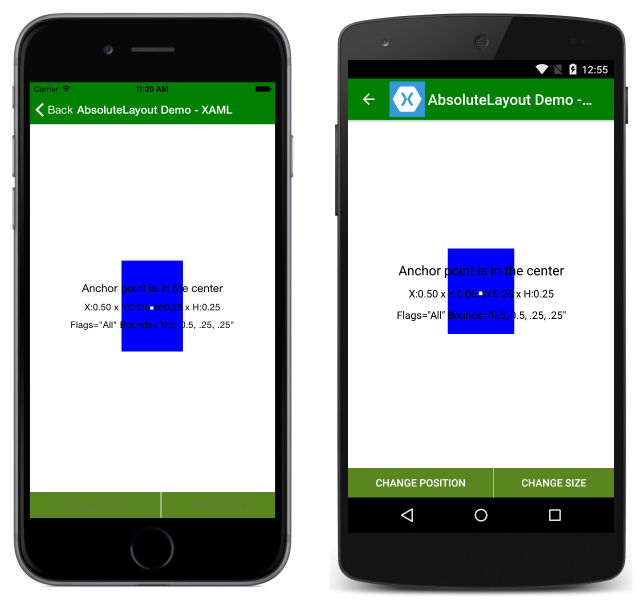 Carrier 11:20 AM
Back AbsoluteLayout Demo - XAML
Anchor point is in the center
X:0.50 x Y:0.00 W:0.25 x H:0.25
Flags="All" Bounds="0.5, 0.5, .25, .25"
12:55
AbsoluteLayout Demo -...
Anchor point is in the center
X:0.50 x Y:0.00 W:0.25 x H:0.25
Flags="All" Bounds="0.5, 0.5, .25, .25"
CHANGE POSITION CHANGE SIZE